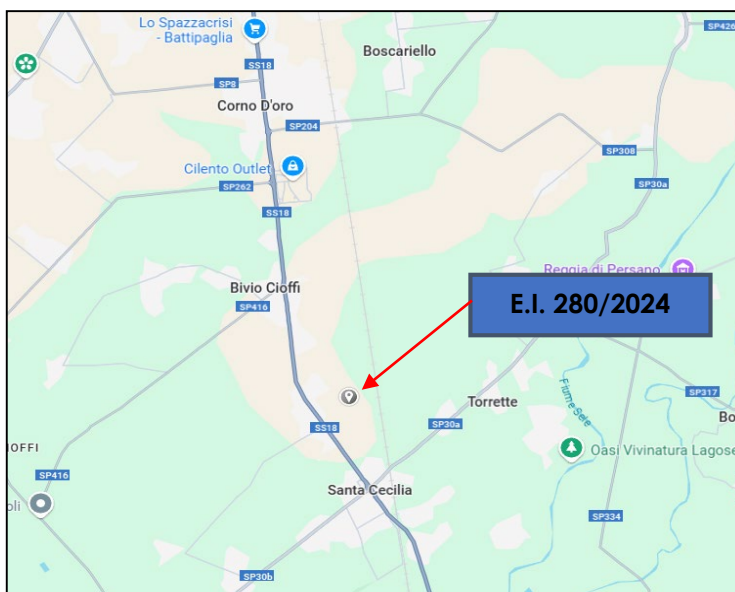 Lo Spazzacrisi
- Battipaglia
Boscariello
SP426
SS18
SP8
Corno D'oro
SP204
SP308
Cilento Outlet
SP262
SP30a
SS18
Reggia di Persano
Bivio Cioffi
E.I. 280/2024
SP416
SP317
Torrette
Fiume Sele
Bo
SP30a
SS18
IOFFI
Oasi Vivinatura Lagose
SP416
Santa Cecilia
oli
SP334
SP30b